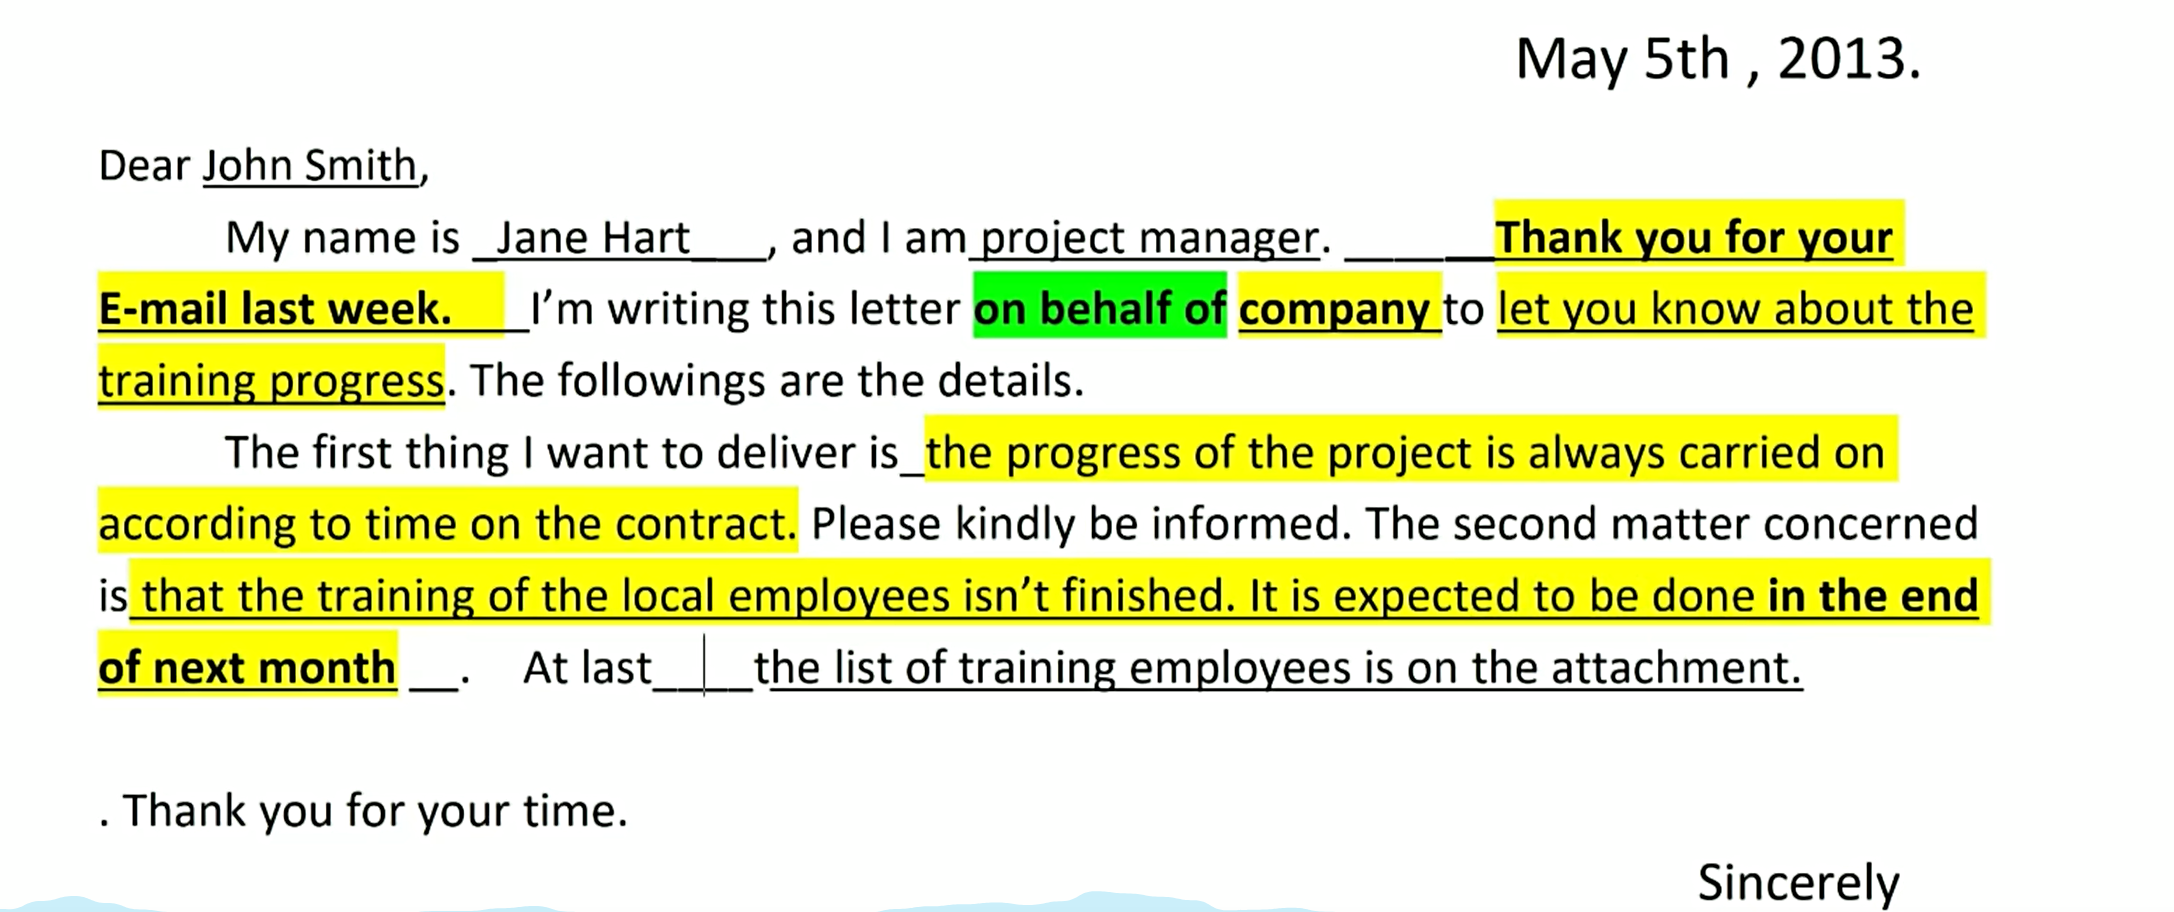 May 5th , 2013.
Dear John Smith,
My name is _Jane Hart___, and I am project manager. ______Thank you for your
E-mail last week. _I’m writing this letter on behalf of company to let you know about the
training progress. The followings are the details.
The first thing I want to deliver is_the progress of the project is always carried on
according to time on the contract. Please kindly be informed. The second matter concerned
is that the training of the local employees isn’t finished. It is expected to be done in the end
of next month __. At last____the list of training employees is on the attachment.
. Thank you for your time.
Sincerely